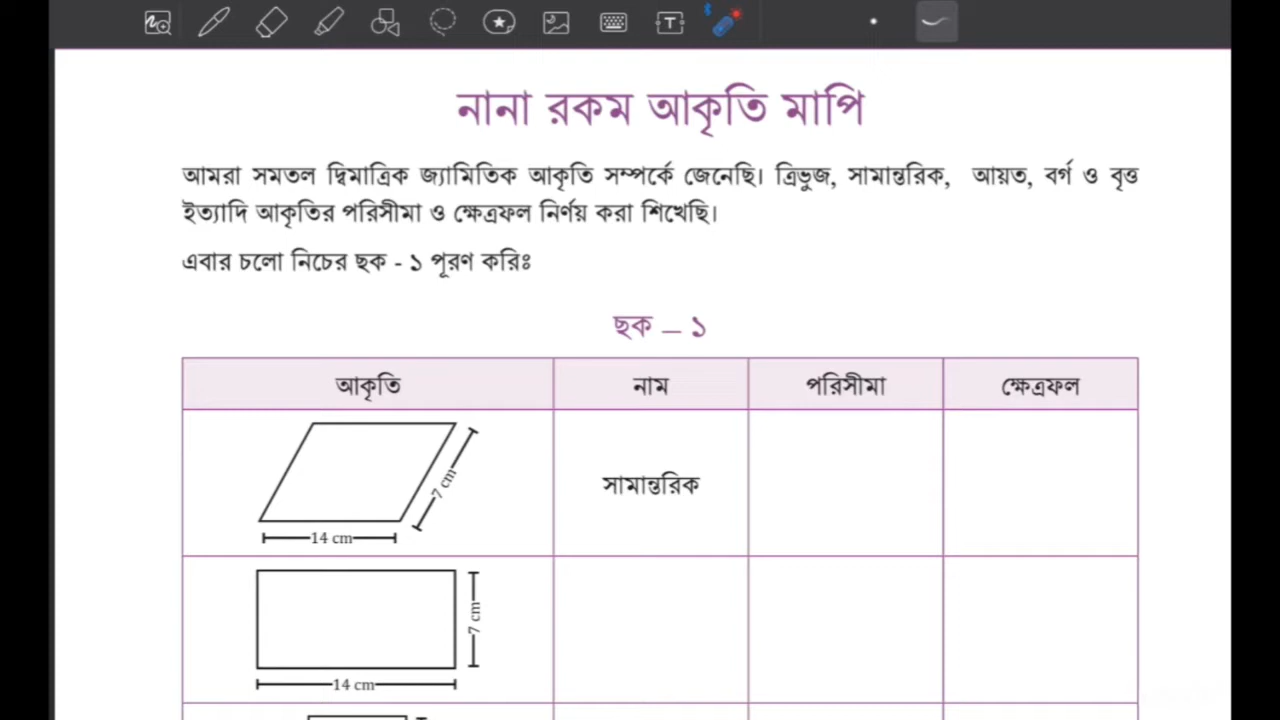 নানা রকম আকৃতি মাপি
আমরা সমতল দ্বিমাত্রিক জ্যামিতিক আকৃতি সম্পর্কে জেনেছি। ত্রিভুজ, সামান্তরিক, আয়ত, বর্গ ও বৃত্ত
ইত্যাদি আকৃতির পরিসীমা ও ক্ষেত্রফল নির্ণয় করা শিখেছি।
এবার চলো নিচের ছক - ১ পূরণ করিঃ
ছক – ১
আকৃতি নাম পরিসীমা ক্ষেত্রফল
7 cm
সামান্তরিক
14 cm
7 cm
14 cm